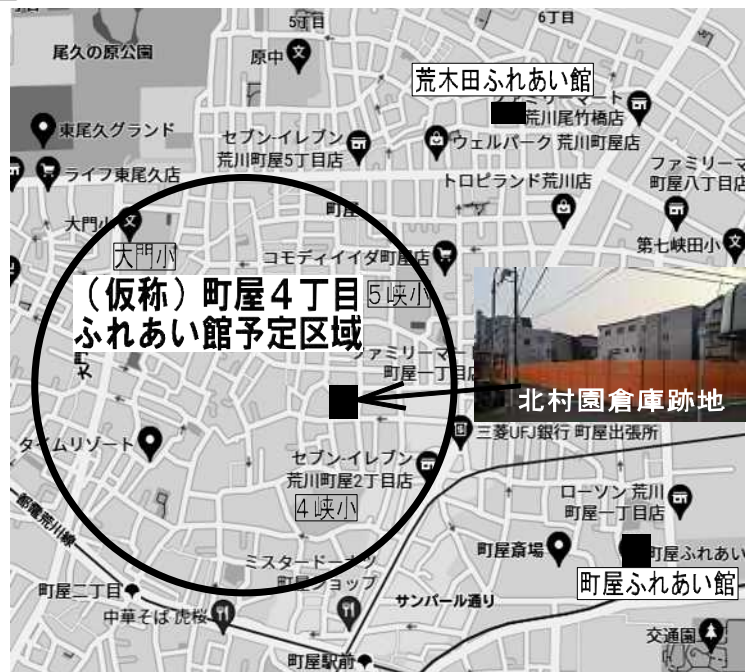 5丁目
6丁目
尾久の原公園
原中
荒木田ふれあい館
ファミリーマート
荒川尾竹橋店
東尾久グランド
セブン-イレブン
荒川町屋5丁目店
ウェルパーク 荒川町屋店
ライフ東尾久店
トロピランド荒川店
ファミリーマ
町屋八丁目店
町屋
大門小
大門小
コモディイイダ町屋店
第七峡田小
(仮称)町屋4丁目
ふれあい館予定区域
5峡小
ファミリーマ
町屋一丁目店
北村園倉庫跡地
三菱UFJ銀行 町屋出張所
タイムリゾート
セブン-イレブン
荒川町屋2丁目店
4峡小
ローソン 荒川
町屋一丁目店
都電荒川線
町屋斎場
町屋ふれあい
町屋ふれあい館
ミスタードーナツ
町屋ショップ
町屋二丁目
サンパール通り
中華そば 虎桜
交通園
町屋駅前